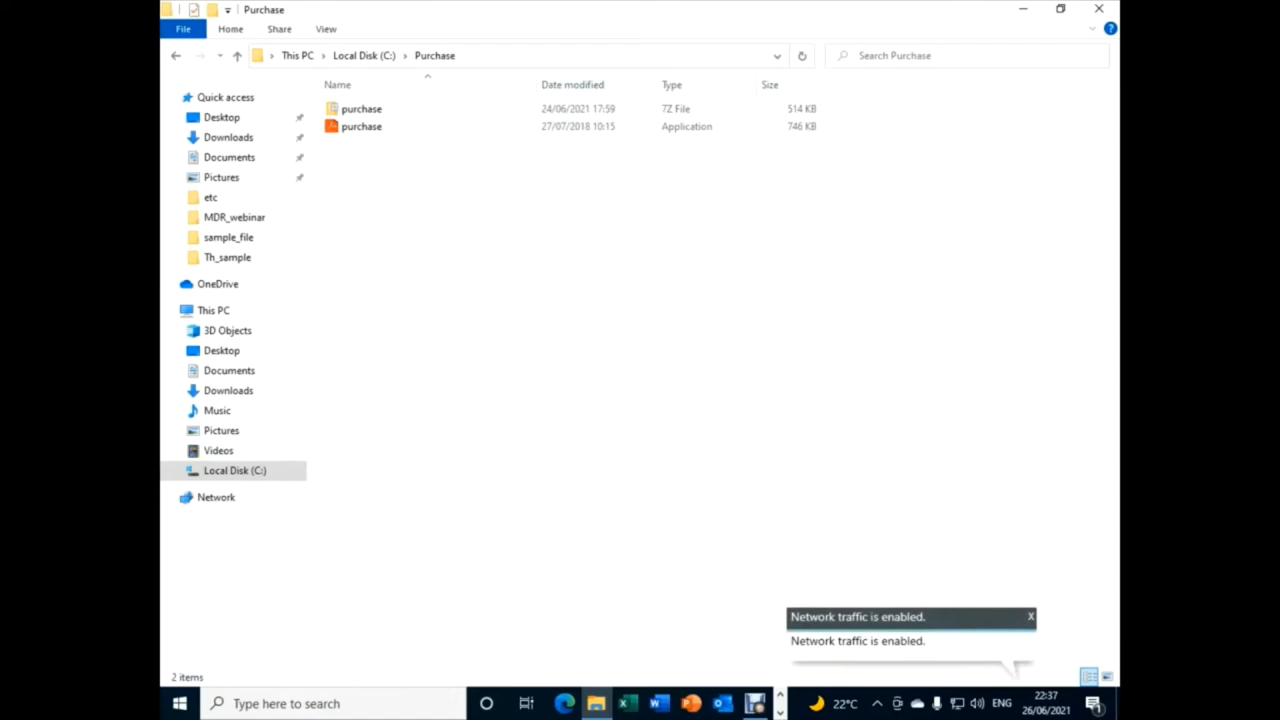 Purchase
File Home Share View
This PC Local Disk (C:) Purchase Search Purchase
Name Date modified Type Size
purchase 24/06/2021 17:59 7Z File 514 KB
purchase 27/07/2018 10:15 Application 746 KB
Quick access
Desktop
Downloads
Documents
Pictures
etc
MDR_webinar
sample_file
Th_sample
OneDrive
This PC
3D Objects
Desktop
Documents
Downloads
Music
Pictures
Videos
Local Disk (C:)
Network
Network traffic is enabled. X
Network traffic is enabled.
2 items
Type here to search
22°C ENG 22:37
26/06/2021
1